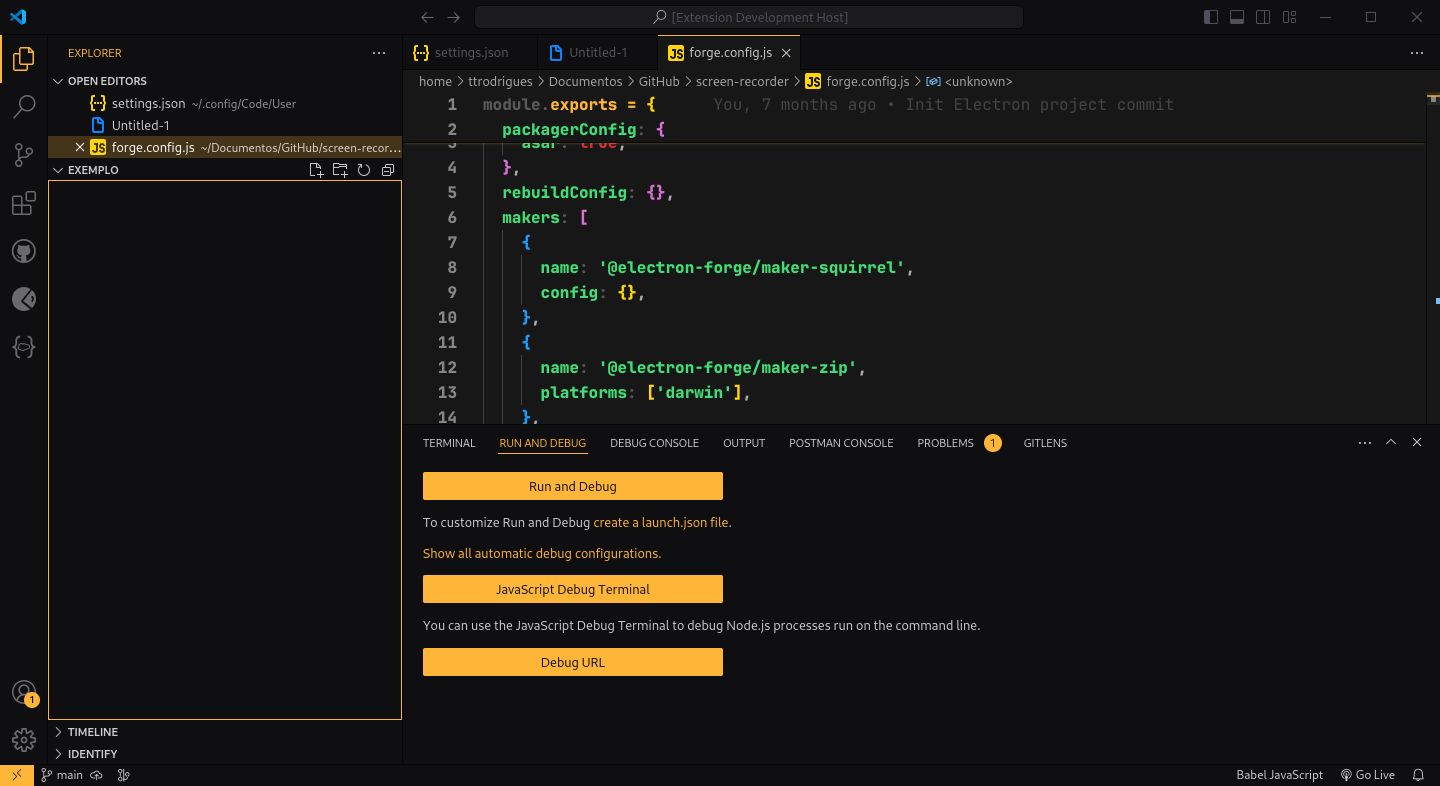 [Extension Development Host]
EXPLORER
OPEN EDITORS
settings.json ~/.config/Code/User
Untitled-1
JS forge.config.js ~/Documentos/GitHub/screen-recor...
EXEMPLO
TIMELINE
IDENTIFY
settings.json Untitled-1 JS forge.config.js
home > ttrodrigues > Documentos > GitHub > screen-recorder > JS forge.config.js > <unknown>
1 module.exports = { You, 7 months ago • Init Electron project commit
2 packagerConfig: {
3 asar: true,
4 },
5 rebuildConfig: {},
6 makers: [
7 {
8 name: '@electron-forge/maker-squirrel',
9 config: {},
10 },
11 {
12 name: '@electron-forge/maker-zip',
13 platforms: ['darwin'],
14 },
TERMINAL RUN AND DEBUG DEBUG CONSOLE OUTPUT POSTMAN CONSOLE PROBLEMS 1 GITLENS
Run and Debug
To customize Run and Debug create a launch.json file.
Show all automatic debug configurations.
JavaScript Debug Terminal
You can use the JavaScript Debug Terminal to debug Node.js processes run on the command line.
Debug URL
1
main
Babel JavaScript Go Live